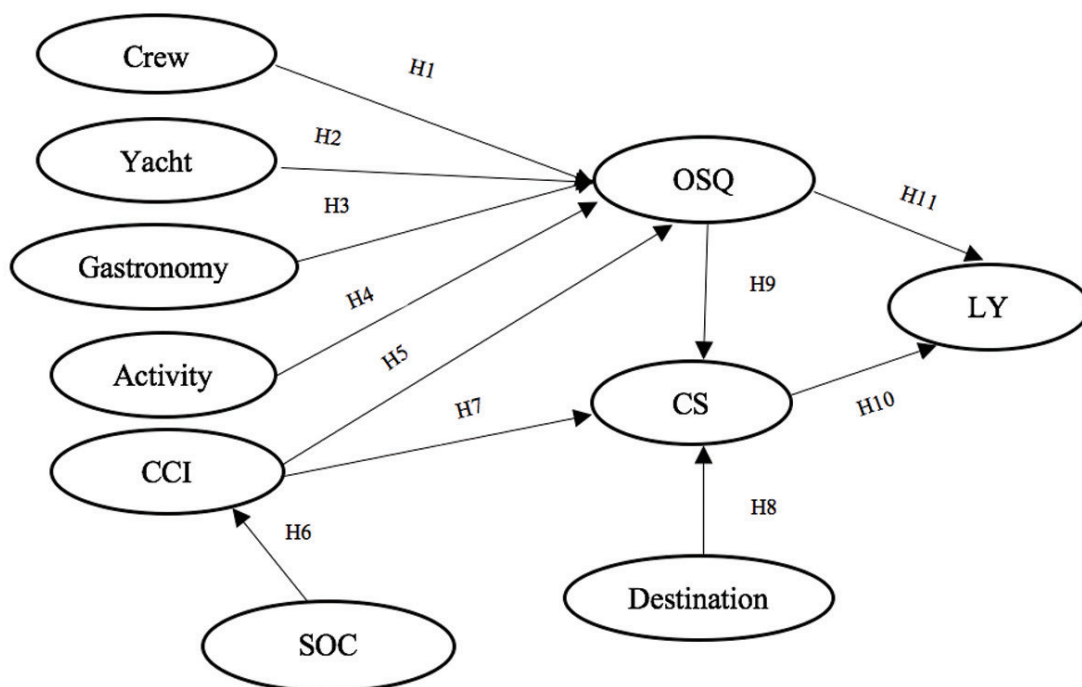 Crew
H1
Yacht
H2
OSQ
H3
Gastronomy
H11
H4
H9
LY
H5
Activity
CS
H7
H10
CCI
H8
H6
Destination
SOC